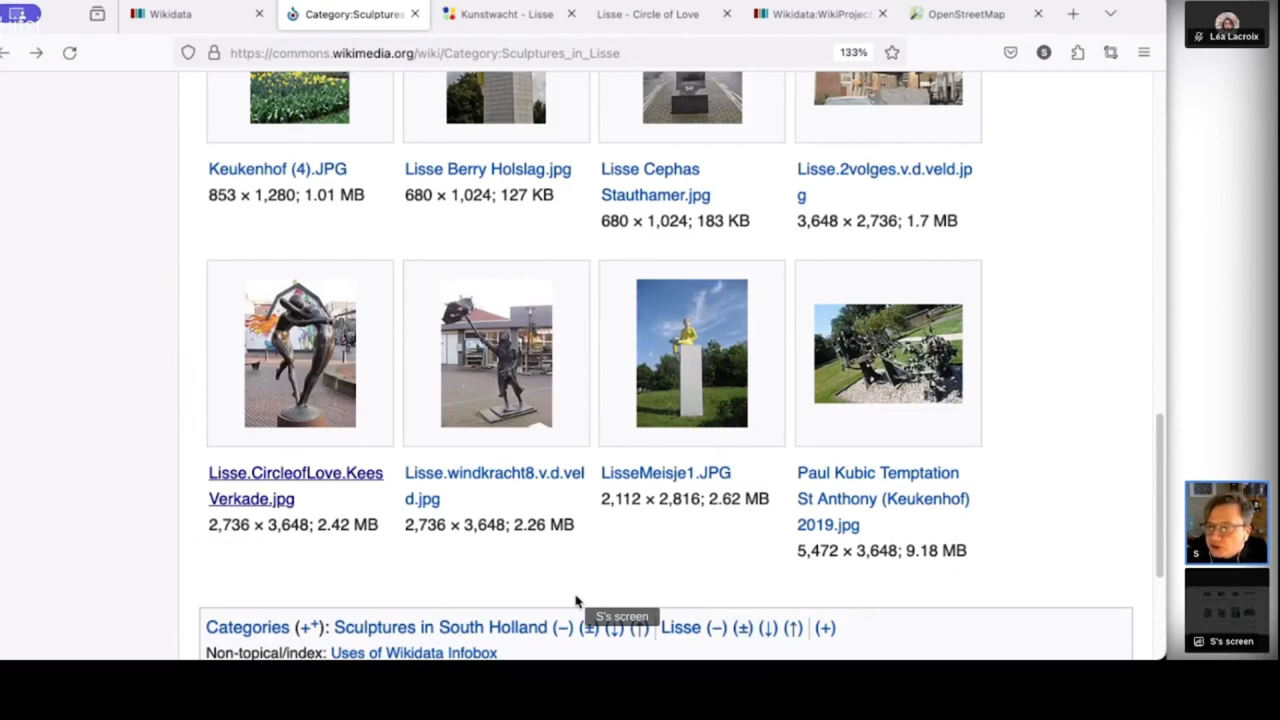 Wikidata
Category:Sculptures
Kunstwacht - Lisse
Lisse - Circle of Love
Wikidata:WikiProject
OpenStreetMap
https://commons.wikimedia.org/wiki/Category:Sculptures_in_Lisse
133%
S
Léa Lacroix
Keukenhof (4).JPG
853 × 1,280; 1.01 MB
Lisse Berry Holslag.jpg
680 × 1,024; 127 KB
Lisse Cephas
Stauthamer.jpg
680 × 1,024; 183 KB
Lisse.2volges.v.d.veld.jp
g
3,648 × 2,736; 1.7 MB
Lisse.CircleofLove.Kees
Verkade.jpg
2,736 × 3,648; 2.42 MB
Lisse.windkracht8.v.d.vel
d.jpg
2,736 × 3,648; 2.26 MB
LisseMeisje1.JPG
2,112 × 2,816; 2.62 MB
Paul Kubic Temptation
St Anthony (Keukenhof)
2019.jpg
5,472 × 3,648; 9.18 MB
S
S's screen
Categories (+⁺): Sculptures in South Holland (−) (±) (↓) (↑) | Lisse (−) (±) (↓) (↑) | (+)
Non-topical/index: Uses of Wikidata Infobox
S's screen